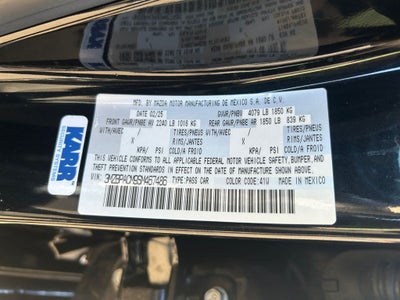 KARR
SECURITY SYSTEMS
MFD. BY MAZDA MOTOR MANUFACTURING DE MEXICO S.A. DE C.V.
MFG. 02/25 GVWR/PNBV 4079 LB 1850 KG
FRONT GAWR/PNBE AV 2240 LB 1016 KG REAR GAWR/PNBE AR 1850 LB 839 KG
WITH/AVEC / TIRES/PNEUS WITH/AVEC / TIRES/PNEUS
X RIMS/JANTES X RIMS/JANTES
KPA/ PSI COLD/A FROID KPA/ PSI COLD/A FROID
THIS VEHICLE CONFORMS TO ALL APPLICABLE FEDERAL MOTOR VEHICLE SAFETY, BUMPER, AND
THEFT PREVENTION STANDARDS IN EFFECT ON THE DATE OF MANUFACTURE SHOWN ABOVE.
TYPE:PASS CAR COLOR CODE:41W MADE IN MEXICO